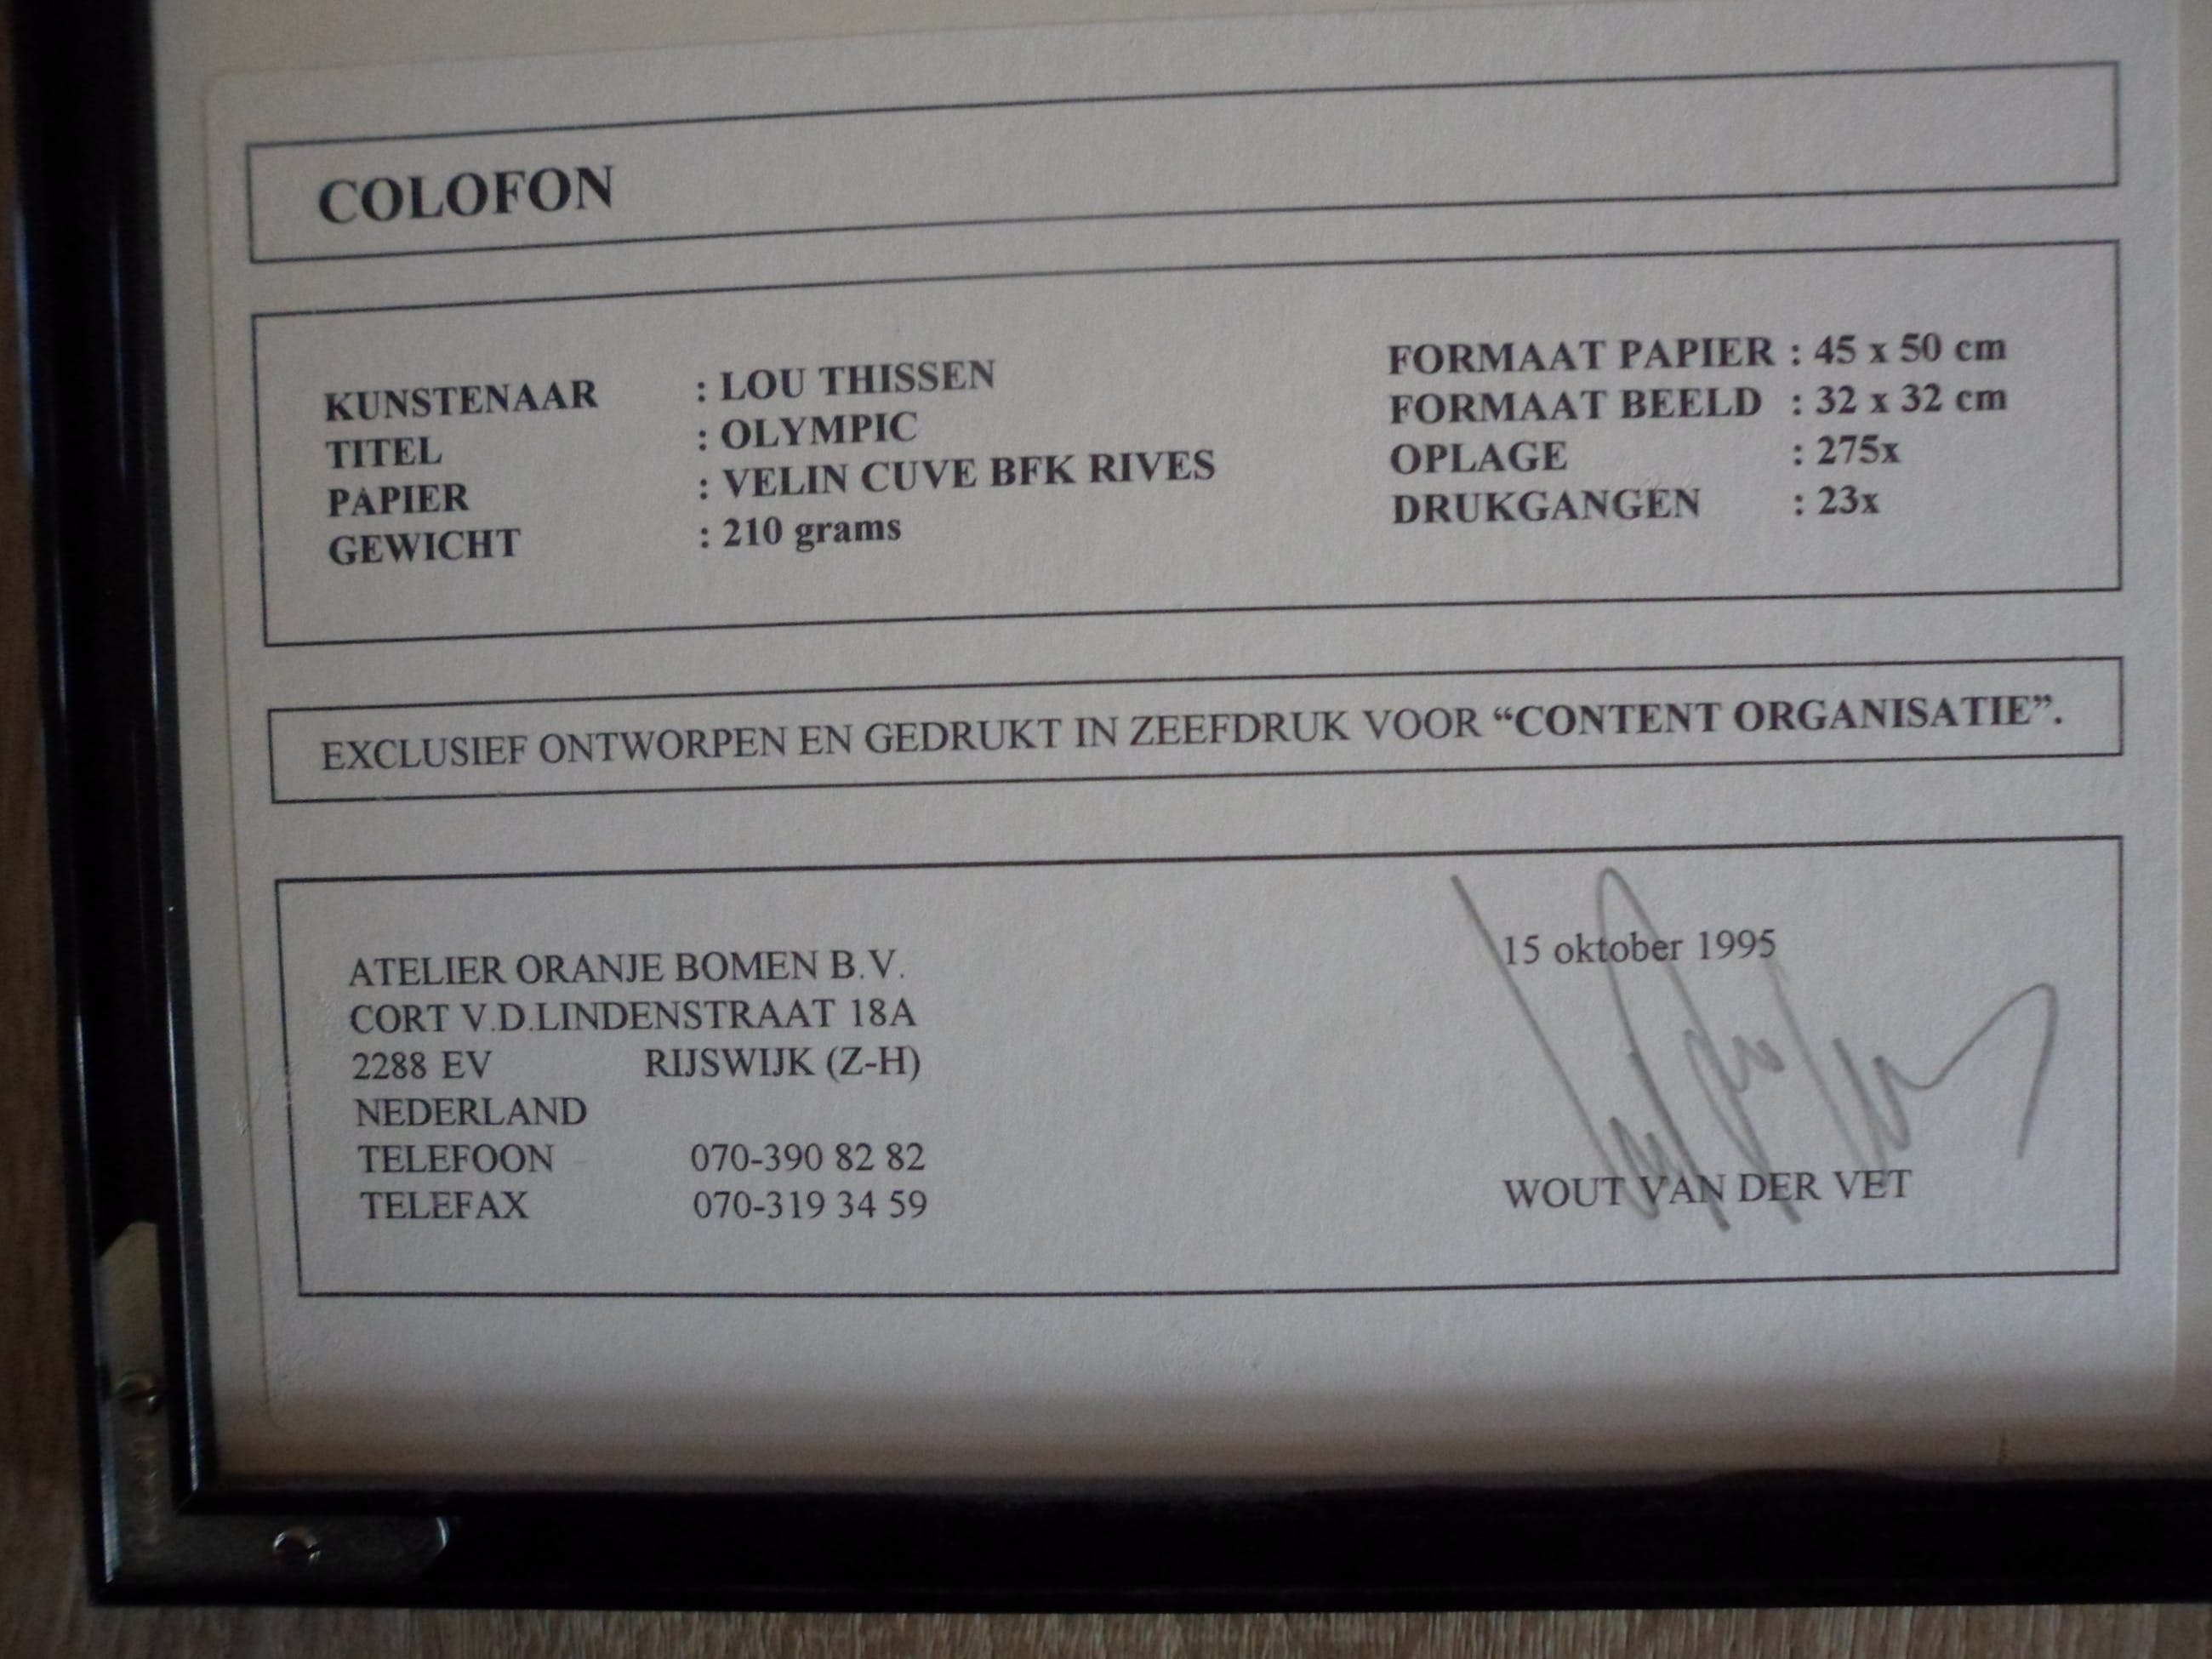 COLOFON
KUNSTENAAR : LOU THISSEN
TITEL : OLYMPIC
PAPIER : VELIN CUVE BFK RIVES
GEWICHT : 210 grams
FORMAAT PAPIER : 45 x 50 cm
FORMAAT BEELD : 32 x 32 cm
OPLAGE : 275x
DRUKGANGEN : 23x
EXCLUSIEF ONTWORPEN EN GEDRUKT IN ZEEFDRUK VOOR “CONTENT ORGANISATIE”.
ATELIER ORANJE BOMEN B.V.
CORT V.D.LINDENSTRAAT 18A
2288 EV RIJSWIJK (Z-H)
NEDERLAND
TELEFOON 070-390 82 82
TELEFAX 070-319 34 59
15 oktober 1995
WOUT VAN DER VET